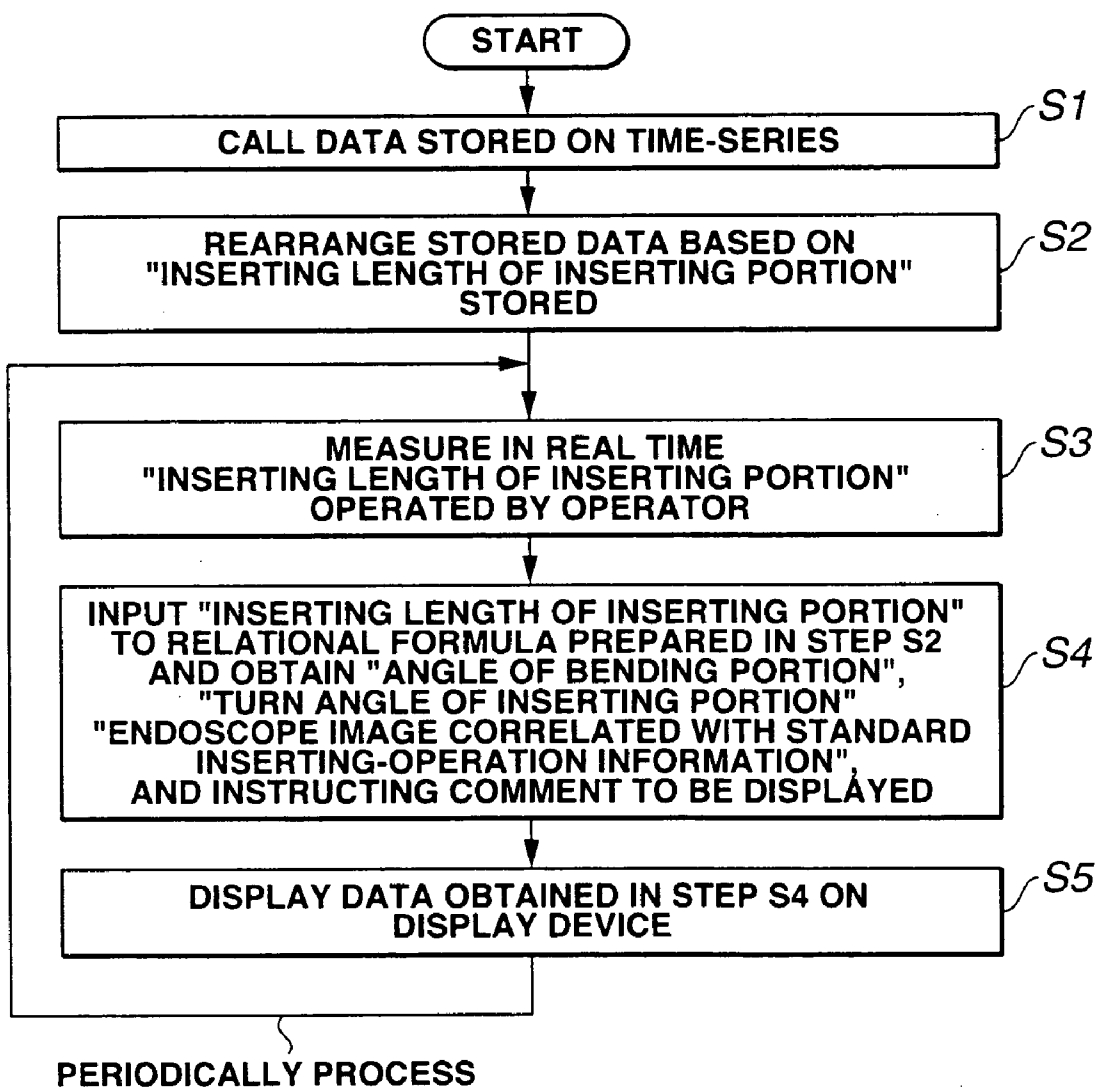 START
S1
CALL DATA STORED ON TIME-SERIES
S2
REARRANGE STORED DATA BASED ON
"INSERTING LENGTH OF INSERTING PORTION"
STORED
S3
MEASURE IN REAL TIME
"INSERTING LENGTH OF INSERTING PORTION"
OPERATED BY OPERATOR
S4
INPUT "INSERTING LENGTH OF INSERTING PORTION"
TO RELATIONAL FORMULA PREPARED IN STEP S2
AND OBTAIN "ANGLE OF BENDING PORTION",
"TURN ANGLE OF INSERTING PORTION"
"ENDOSCOPE IMAGE CORRELATED WITH STANDARD
INSERTING-OPERATION INFORMATION",
AND INSTRUCTING COMMENT TO BE DISPLAYED
S5
DISPLAY DATA OBTAINED IN STEP S4 ON
DISPLAY DEVICE
PERIODICALLY PROCESS